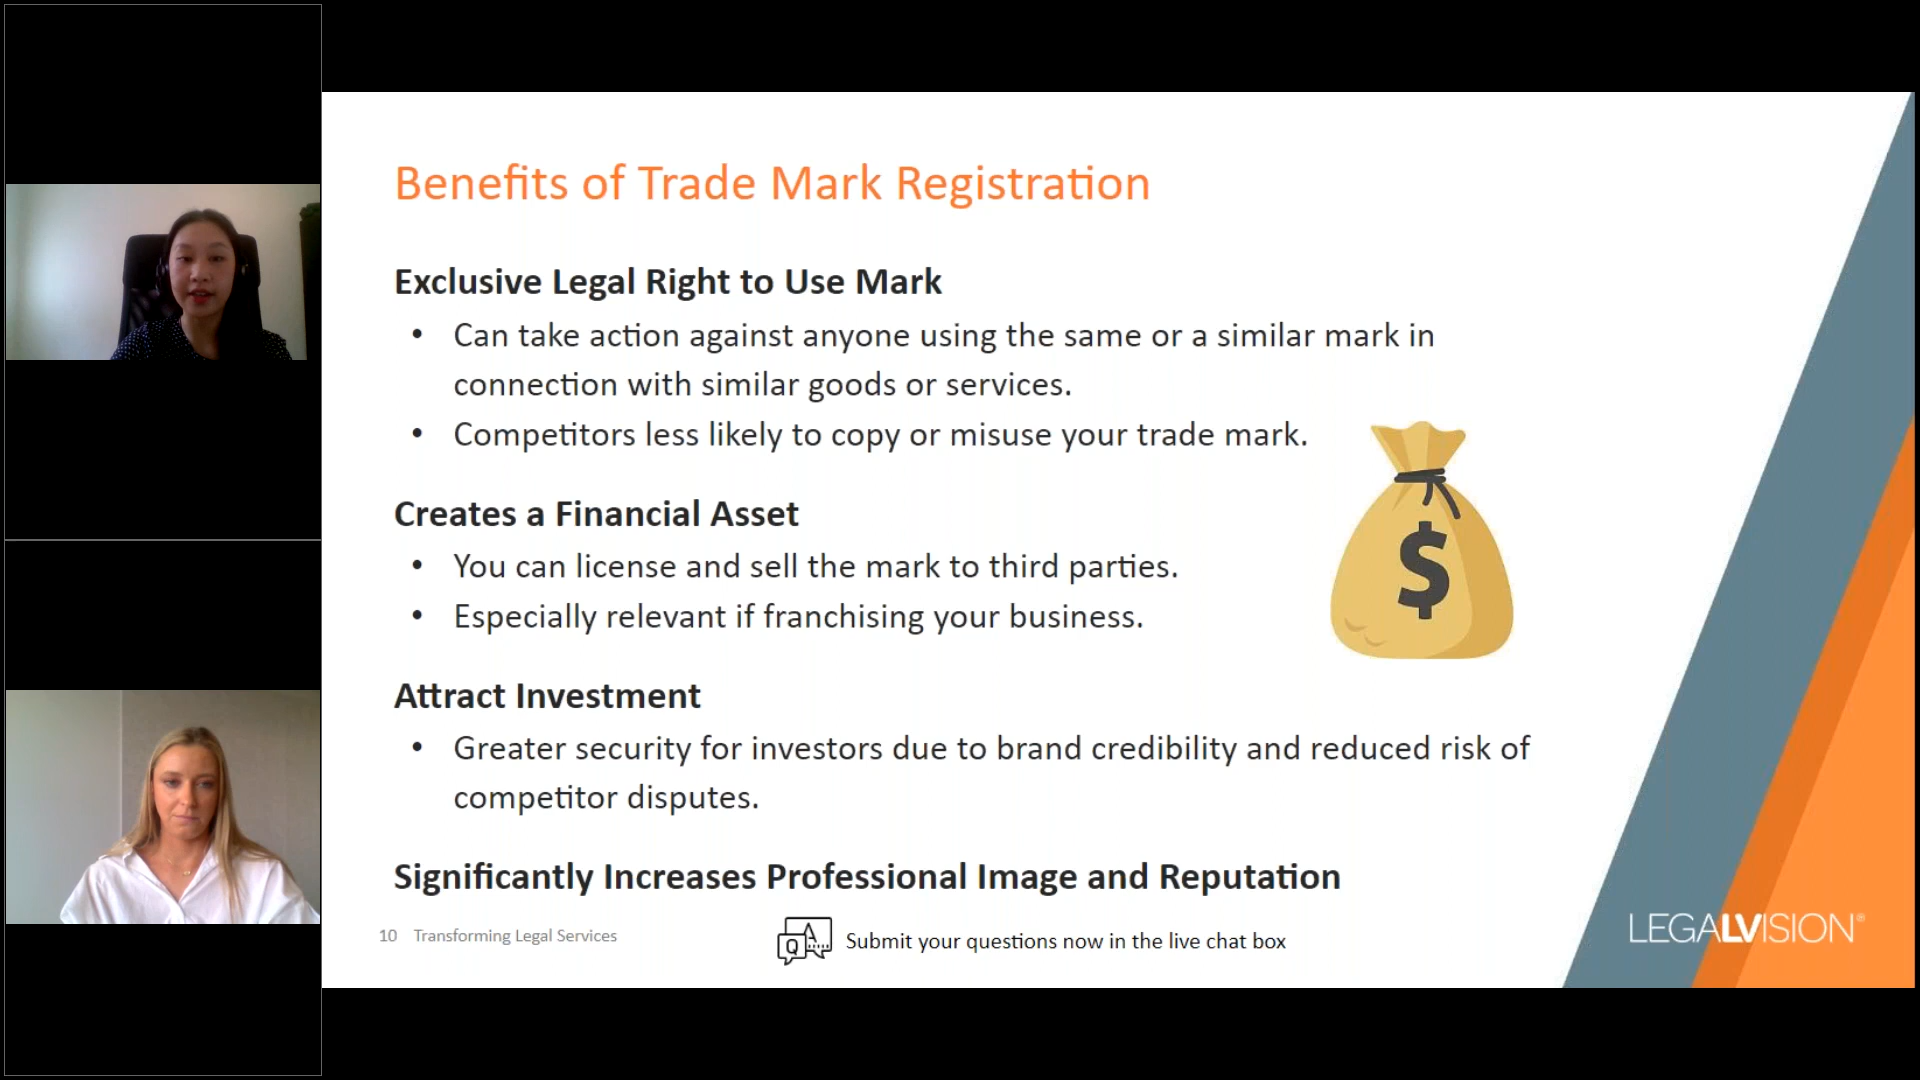 Benefits of Trade Mark Registration
Exclusive Legal Right to Use Mark
• Can take action against anyone using the same or a similar mark in
connection with similar goods or services.
• Competitors less likely to copy or misuse your trade mark.
$
Creates a Financial Asset
• You can license and sell the mark to third parties.
• Especially relevant if franchising your business.
Attract Investment
• Greater security for investors due to brand credibility and reduced risk of
competitor disputes.
Significantly Increases Professional Image and Reputation
10 Transforming Legal Services
Q A
Submit your questions now in the live chat box
LEGALVISION®